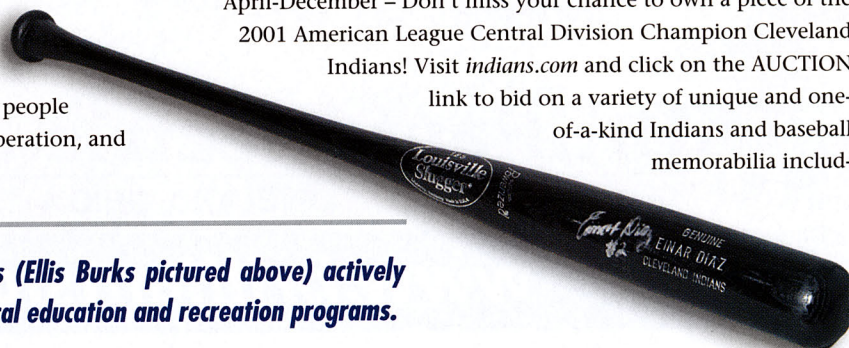 April-December – Don't miss your chance to own a piece of the
2001 American League Central Division Champion Cleveland
Indians! Visit indians.com and click on the AUCTION
link to bid on a variety of unique and one-
of-a-kind Indians and baseball
memorabilia includ-
people
peration, and
s (Ellis Burks pictured above) actively
al education and recreation programs.
Louisville
Slugger
Powerized
#2
GENUINE
EINAR DIAZ
CLEVELAND INDIANS